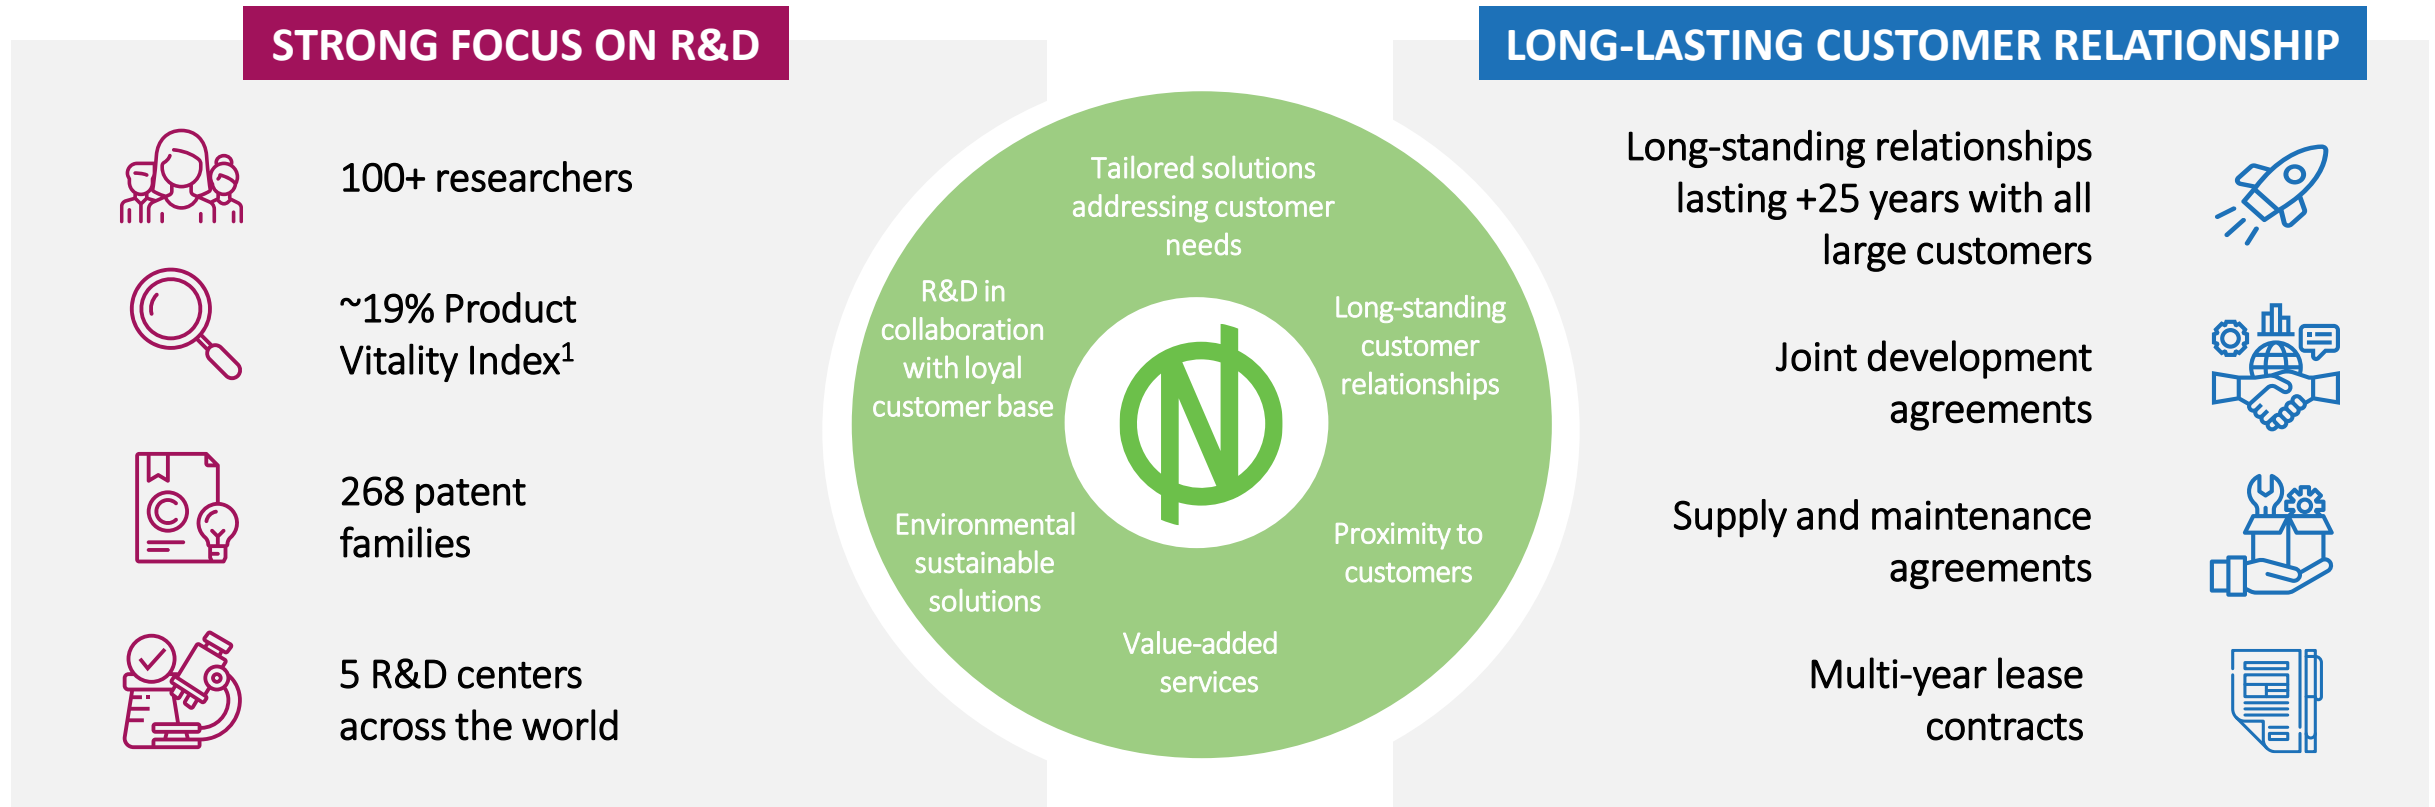 STRONG FOCUS ON R&D
100+ researchers
~19% Product
Vitality Index1
268 patent
families
5 R&D centers
across the world
Tailored solutions
addressing customer
needs
R&D in
collaboration
with loyal
customer base
Long-standing
customer
relationships
Environmental
sustainable
solutions
Proximity to
customers
Value-added
services
LONG-LASTING CUSTOMER RELATIONSHIP
Long-standing relationships
lasting +25 years with all
large customers
Joint development
agreements
Supply and maintenance
agreements
Multi-year lease
contracts